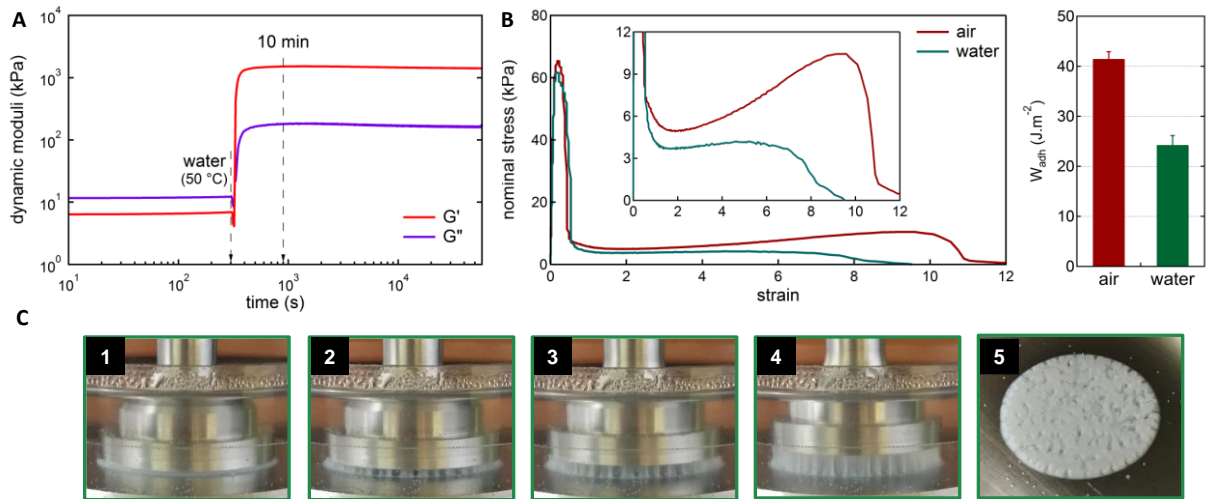 A
10⁴
10³
10²
10¹
10⁰
dynamic moduli (kPa)
10 min
water
(50 °C)
G'
G"
10¹
10²
10³
10⁴
time (s)
B
80
60
40
20
0
nominal stress (kPa)
12
9
6
3
0
0 2 4 6 8 10 12
air
water
0 2 4 6 8 10 12
strain
50
40
30
20
10
0
W_adh (J.m⁻²)
air water
C
1
2
3
4
5